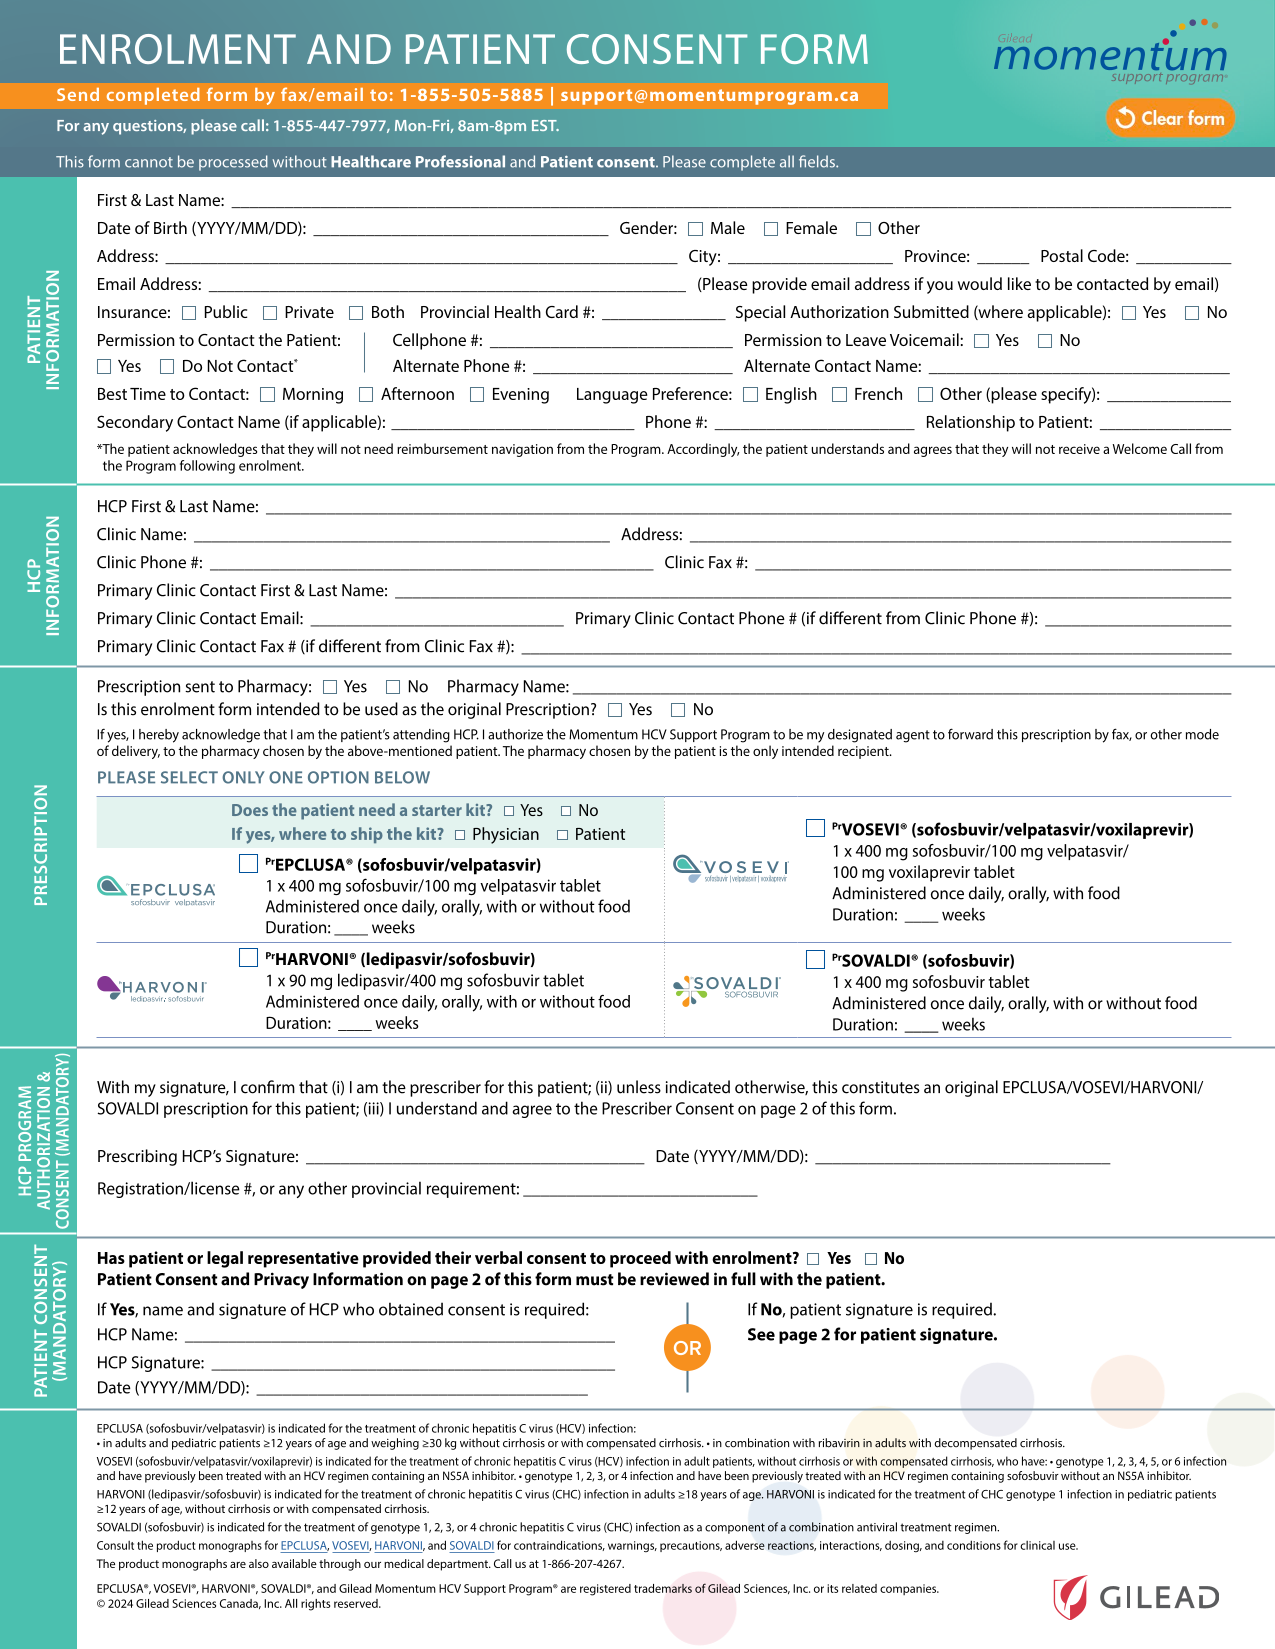 ENROLMENT AND PATIENT CONSENT FORM
Gilead
momentum
support program®
Send completed form by fax/email to: 1-855-505-5885 | support@momentumprogram.ca
For any questions, please call: 1-855-447-7977, Mon-Fri, 8am-8pm EST.
Clear form
This form cannot be processed without Healthcare Professional and Patient consent. Please complete all fields.
PATIENT
INFORMATION
First & Last Name: ____
Date of Birth (YYYY/MM/DD): ____ Gender: ☐ Male ☐ Female ☐ Other
Address: ____ City: ____ Province: ____ Postal Code: ____
Email Address: ____ (Please provide email address if you would like to be contacted by email)
Insurance: ☐ Public ☐ Private ☐ Both Provincial Health Card #: ____ Special Authorization Submitted (where applicable): ☐ Yes ☐ No
Permission to Contact the Patient: Cellphone #: ____ Permission to Leave Voicemail: ☐ Yes ☐ No
☐ Yes ☐ Do Not Contact* Alternate Phone #: ____ Alternate Contact Name: ____
Best Time to Contact: ☐ Morning ☐ Afternoon ☐ Evening Language Preference: ☐ English ☐ French ☐ Other (please specify): ____
Secondary Contact Name (if applicable): ____ Phone #: ____ Relationship to Patient: ____
*The patient acknowledges that they will not need reimbursement navigation from the Program. Accordingly, the patient understands and agrees that they will not receive a Welcome Call from
the Program following enrolment.
HCP
INFORMATION
HCP First & Last Name: ____
Clinic Name: ____ Address: ____
Clinic Phone #: ____ Clinic Fax #: ____
Primary Clinic Contact First & Last Name: ____
Primary Clinic Contact Email: ____ Primary Clinic Contact Phone # (if different from Clinic Phone #): ____
Primary Clinic Contact Fax # (if different from Clinic Fax #): ____
PRESCRIPTION
Prescription sent to Pharmacy: ☐ Yes ☐ No Pharmacy Name: ____
Is this enrolment form intended to be used as the original Prescription? ☐ Yes ☐ No
If yes, I hereby acknowledge that I am the patient's attending HCP. I authorize the Momentum HCV Support Program to be my designated agent to forward this prescription by fax, or other mode
of delivery, to the pharmacy chosen by the above-mentioned patient. The pharmacy chosen by the patient is the only intended recipient.
PLEASE SELECT ONLY ONE OPTION BELOW
Does the patient need a starter kit? ☐ Yes ☐ No
If yes, where to ship the kit? ☐ Physician ☐ Patient
EPCLUSA
sofosbuvir velpatasvir
☐ PrEPCLUSA® (sofosbuvir/velpatasvir)
1 x 400 mg sofosbuvir/100 mg velpatasvir tablet
Administered once daily, orally, with or without food
Duration: ____ weeks
VOSEVI
sofosbuvir | velpatasvir | voxilaprevir
☐ PrVOSEVI® (sofosbuvir/velpatasvir/voxilaprevir)
1 x 400 mg sofosbuvir/100 mg velpatasvir/
100 mg voxilaprevir tablet
Administered once daily, orally, with food
Duration: ____ weeks
HARVONI
ledipasvir/ sofosbuvir
☐ PrHARVONI® (ledipasvir/sofosbuvir)
1 x 90 mg ledipasvir/400 mg sofosbuvir tablet
Administered once daily, orally, with or without food
Duration: ____ weeks
SOVALDI
SOFOSBUVIR
☐ PrSOVALDI® (sofosbuvir)
1 x 400 mg sofosbuvir tablet
Administered once daily, orally, with or without food
Duration: ____ weeks
HCP PROGRAM
AUTHORIZATION &
CONSENT (MANDATORY)
With my signature, I confirm that (i) I am the prescriber for this patient; (ii) unless indicated otherwise, this constitutes an original EPCLUSA/VOSEVI/HARVONI/
SOVALDI prescription for this patient; (iii) I understand and agree to the Prescriber Consent on page 2 of this form.
Prescribing HCP's Signature: ____ Date (YYYY/MM/DD): ____
Registration/license #, or any other provincial requirement: ____
PATIENT CONSENT
(MANDATORY)
Has patient or legal representative provided their verbal consent to proceed with enrolment? ☐ Yes ☐ No
Patient Consent and Privacy Information on page 2 of this form must be reviewed in full with the patient.
If Yes, name and signature of HCP who obtained consent is required:
HCP Name: ____
HCP Signature: ____
Date (YYYY/MM/DD): ____
OR
If No, patient signature is required.
See page 2 for patient signature.
EPCLUSA (sofosbuvir/velpatasvir) is indicated for the treatment of chronic hepatitis C virus (HCV) infection:
• in adults and pediatric patients ≥12 years of age and weighing ≥30 kg without cirrhosis or with compensated cirrhosis. • in combination with ribavirin in adults with decompensated cirrhosis.
VOSEVI (sofosbuvir/velpatasvir/voxilaprevir) is indicated for the treatment of chronic hepatitis C virus (HCV) infection in adult patients, without cirrhosis or with compensated cirrhosis, who have: • genotype 1, 2, 3, 4, 5, or 6 infection
and have previously been treated with an HCV regimen containing an NS5A inhibitor. • genotype 1, 2, 3, or 4 infection and have been previously treated with an HCV regimen containing sofosbuvir without an NS5A inhibitor.
HARVONI (ledipasvir/sofosbuvir) is indicated for the treatment of chronic hepatitis C virus (CHC) infection in adults ≥18 years of age. HARVONI is indicated for the treatment of CHC genotype 1 infection in pediatric patients
≥12 years of age, without cirrhosis or with compensated cirrhosis.
SOVALDI (sofosbuvir) is indicated for the treatment of genotype 1, 2, 3, or 4 chronic hepatitis C virus (CHC) infection as a component of a combination antiviral treatment regimen.
Consult the product monographs for EPCLUSA, VOSEVI, HARVONI, and SOVALDI for contraindications, warnings, precautions, adverse reactions, interactions, dosing, and conditions for clinical use.
The product monographs are also available through our medical department. Call us at 1-866-207-4267.
EPCLUSA®, VOSEVI®, HARVONI®, SOVALDI®, and Gilead Momentum HCV Support Program® are registered trademarks of Gilead Sciences, Inc. or its related companies.
© 2024 Gilead Sciences Canada, Inc. All rights reserved.
GILEAD